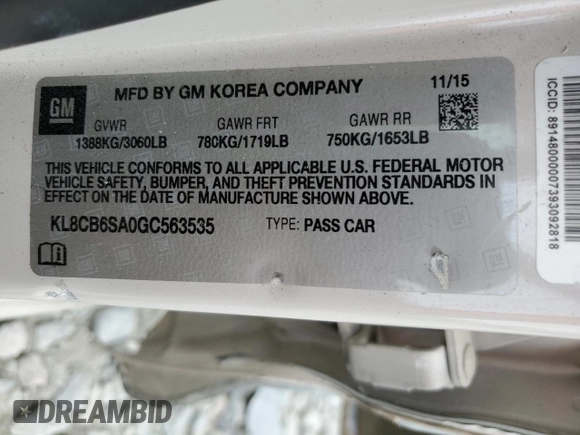 GM
MFD BY GM KOREA COMPANY
11/15
GVWR
GAWR FRT
GAWR RR
1388KG/3060LB
780KG/1719LB
750KG/1653LB
THIS VEHICLE CONFORMS TO ALL APPLICABLE U.S. FEDERAL MOTOR
VEHICLE SAFETY, BUMPER, AND THEFT PREVENTION STANDARDS IN
EFFECT ON THE DATE OF MANUFACTURE SHOWN ABOVE.
KL8CB6SA0GC563535
TYPE: PASS CAR
ICCID: 89148000007393092818
DREAMBID